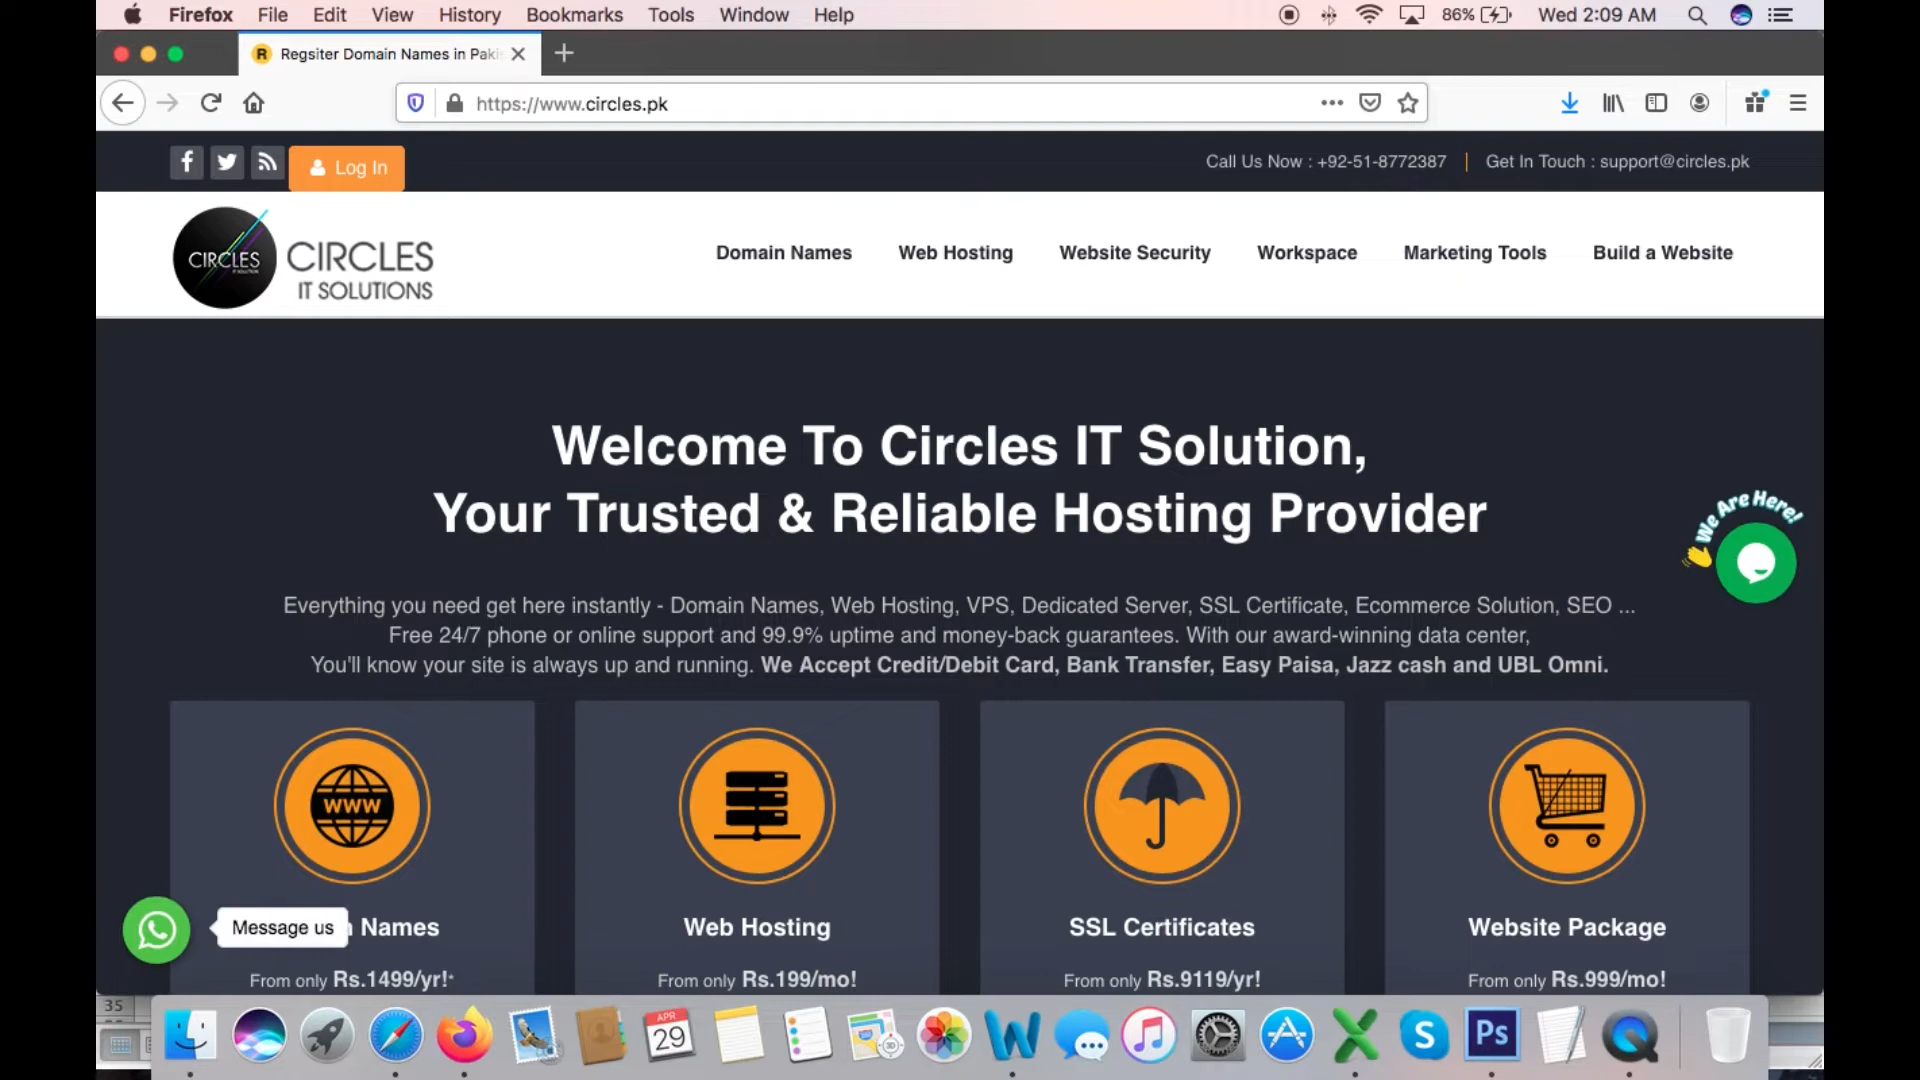 Firefox File Edit View History Bookmarks Tools Window Help 86% Wed 2:09 AM
R Regsiter Domain Names in Paki
https://www.circles.pk
Log In Call Us Now : +92-51-8772387 | Get In Touch : support@circles.pk
CIRCLES
CIRCLES
IT SOLUTIONS
Domain Names Web Hosting Website Security Workspace Marketing Tools Build a Website
Welcome To Circles IT Solution,
Your Trusted & Reliable Hosting Provider
We Are Here!
Everything you need get here instantly - Domain Names, Web Hosting, VPS, Dedicated Server, SSL Certificate, Ecommerce Solution, SEO ...
Free 24/7 phone or online support and 99.9% uptime and money-back guarantees. With our award-winning data center,
You'll know your site is always up and running. We Accept Credit/Debit Card, Bank Transfer, Easy Paisa, Jazz cash and UBL Omni.
WWW
Message us Names Web Hosting SSL Certificates Website Package
From only Rs.1499/yr!* From only Rs.199/mo! From only Rs.9119/yr! From only Rs.999/mo!
35
APR
29
Ps